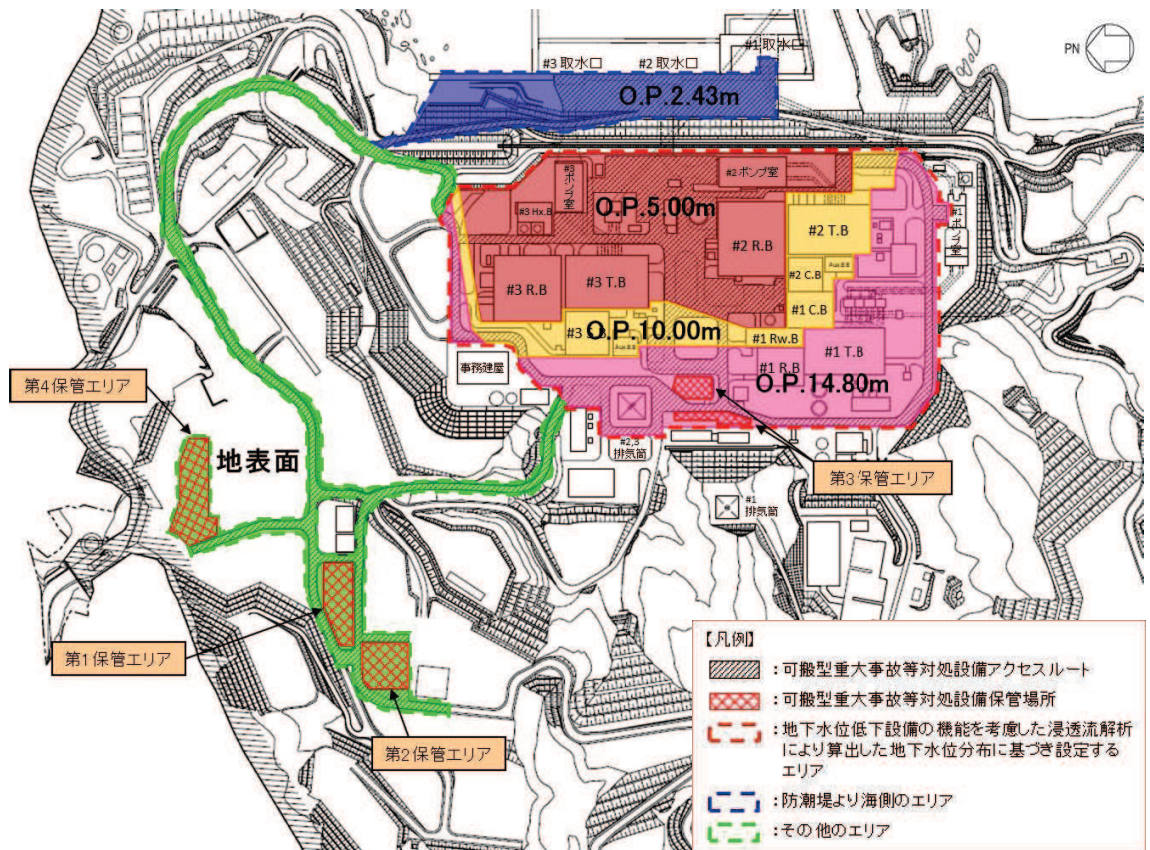 #1取水口
#3取水口
#2取水口
PN
O.P.2.43m
#3
ポンプ
室
#2ポンプ室
O.P.5.00m
#3 Hx.B
#1
ポンプ
室
#2 T.B
#2 R.B
#3 R.B
#3 T.B
#2 C.B
Aux.B.B
#1 C.B
O.P.10.00m
Aux.B.B
#1 Rw.B
#1 T.B
#1 R.B
O.P.14.80m
事務建屋
第4保管エリア
地表面
#2,3
排気筒
第3保管エリア
#1
排気筒
第1保管エリア
第2保管エリア
【凡例】
：可搬型重大事故等対処設備アクセスルート
：可搬型重大事故等対処設備保管場所
：地下水位低下設備の機能を考慮した浸透流解析
により算出した地下水位分布に基づき設定する
エリア
：防潮堤より海側のエリア
：その他のエリア